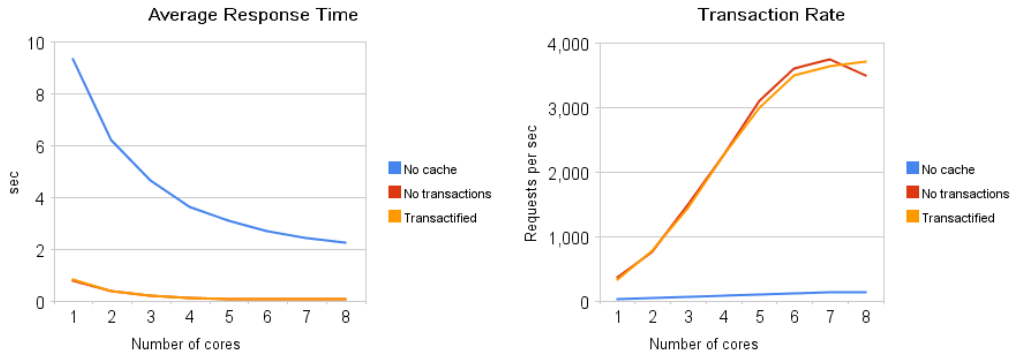 Average Response Time
10
8
6
4
2
0
sec
1 2 3 4 5 6 7 8
Number of cores
No cache
No transactions
Transactified
Transaction Rate
4,000
3,000
2,000
1,000
0
Requests per sec
1 2 3 4 5 6 7 8
Number of cores
No cache
No transactions
Transactified